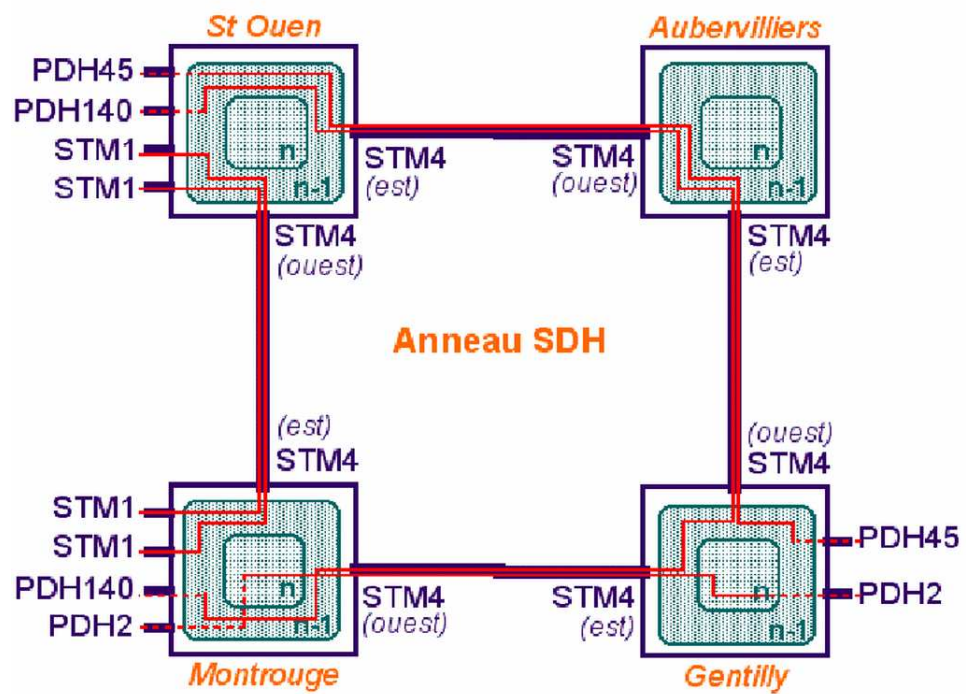 St Ouen
Aubervilliers
PDH45
PDH140
STM1
STM1
n
n-1
STM4
(est)
STM4
(ouest)
n
n-1
STM4
(ouest)
STM4
(est)
Anneau SDH
(est)
STM4
(ouest)
STM4
STM1
STM1
PDH140
PDH2
n
n-1
STM4
(ouest)
STM4
(est)
n
n-1
PDH45
PDH2
Montrouge
Gentilly